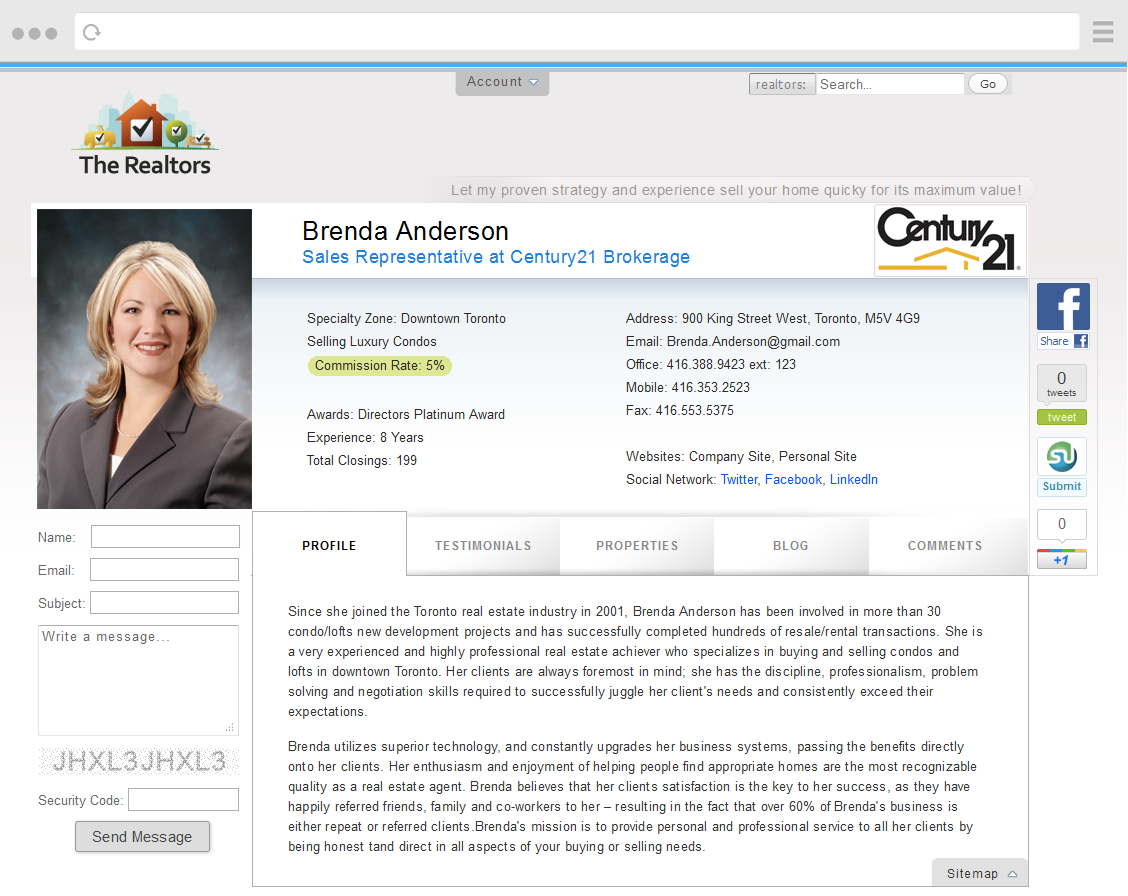 Account
realtors: Search... Go
The Realtors
Let my proven strategy and experience sell your home quicky for its maximum value!
Brenda Anderson
Sales Representative at Century21 Brokerage
Century 21
Specialty Zone: Downtown Toronto
Selling Luxury Condos
Commission Rate: 5%
Awards: Directors Platinum Award
Experience: 8 Years
Total Closings: 199
Address: 900 King Street West, Toronto, M5V 4G9
Email: Brenda.Anderson@gmail.com
Office: 416.388.9423 ext: 123
Mobile: 416.353.2523
Fax: 416.553.5375
Websites: Company Site, Personal Site
Social Network: Twitter, Facebook, LinkedIn
f
Share f
0
tweets
tweet
SU
Submit
0
+1
Name:
Email:
Subject:
Write a message...
JHXL3JHXL3
Security Code:
Send Message
PROFILE TESTIMONIALS PROPERTIES BLOG COMMENTS
Since she joined the Toronto real estate industry in 2001, Brenda Anderson has been involved in more than 30
condo/lofts new development projects and has successfully completed hundreds of resale/rental transactions. She is
a very experienced and highly professional real estate achiever who specializes in buying and selling condos and
lofts in downtown Toronto. Her clients are always foremost in mind; she has the discipline, professionalism, problem
solving and negotiation skills required to successfully juggle her client's needs and consistently exceed their
expectations.
Brenda utilizes superior technology, and constantly upgrades her business systems, passing the benefits directly
onto her clients. Her enthusiasm and enjoyment of helping people find appropriate homes are the most recognizable
quality as a real estate agent. Brenda believes that her clients satisfaction is the key to her success, as they have
happily referred friends, family and co-workers to her – resulting in the fact that over 60% of Brenda's business is
either repeat or referred clients.Brenda's mission is to provide personal and professional service to all her clients by
being honest tand direct in all aspects of your buying or selling needs.
Sitemap